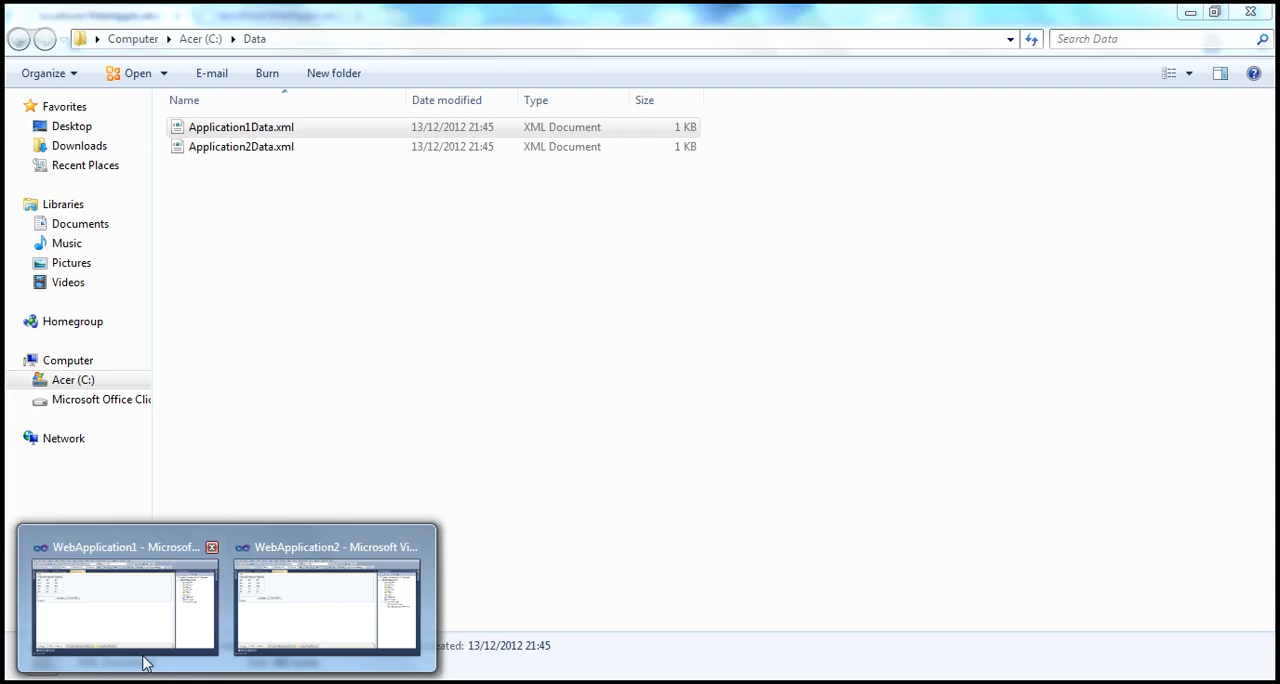 Computer Acer (C:) Data
Search Data
Organize Open E-mail Burn New folder
Name Date modified Type Size
Favorites
Desktop
Downloads
Recent Places
Libraries
Documents
Music
Pictures
Videos
Homegroup
Computer
Acer (C:)
Microsoft Office Clic
Network
Application1Data.xml 13/12/2012 21:45 XML Document 1 KB
Application2Data.xml 13/12/2012 21:45 XML Document 1 KB
WebApplication1 - Microsof... WebApplication2 - Microsoft Vi...
eated: 13/12/2012 21:45